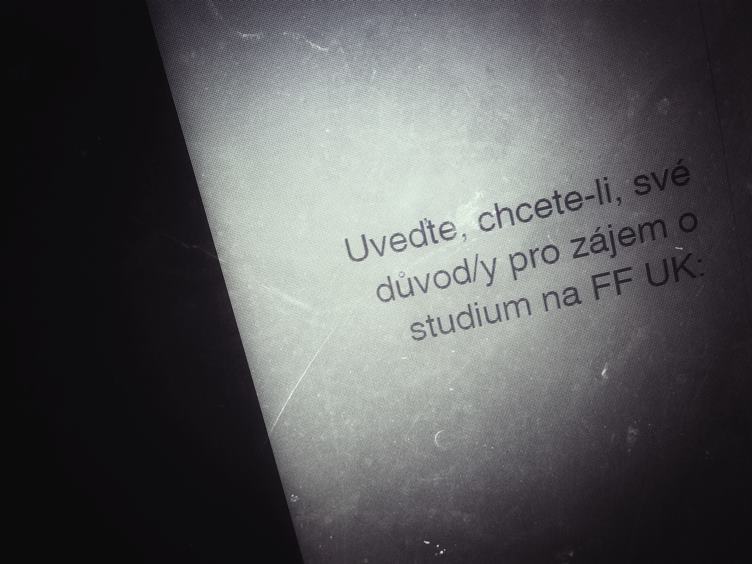 Uveďte, chcete-li, své
důvod/y pro zájem o
studium na FF UK: